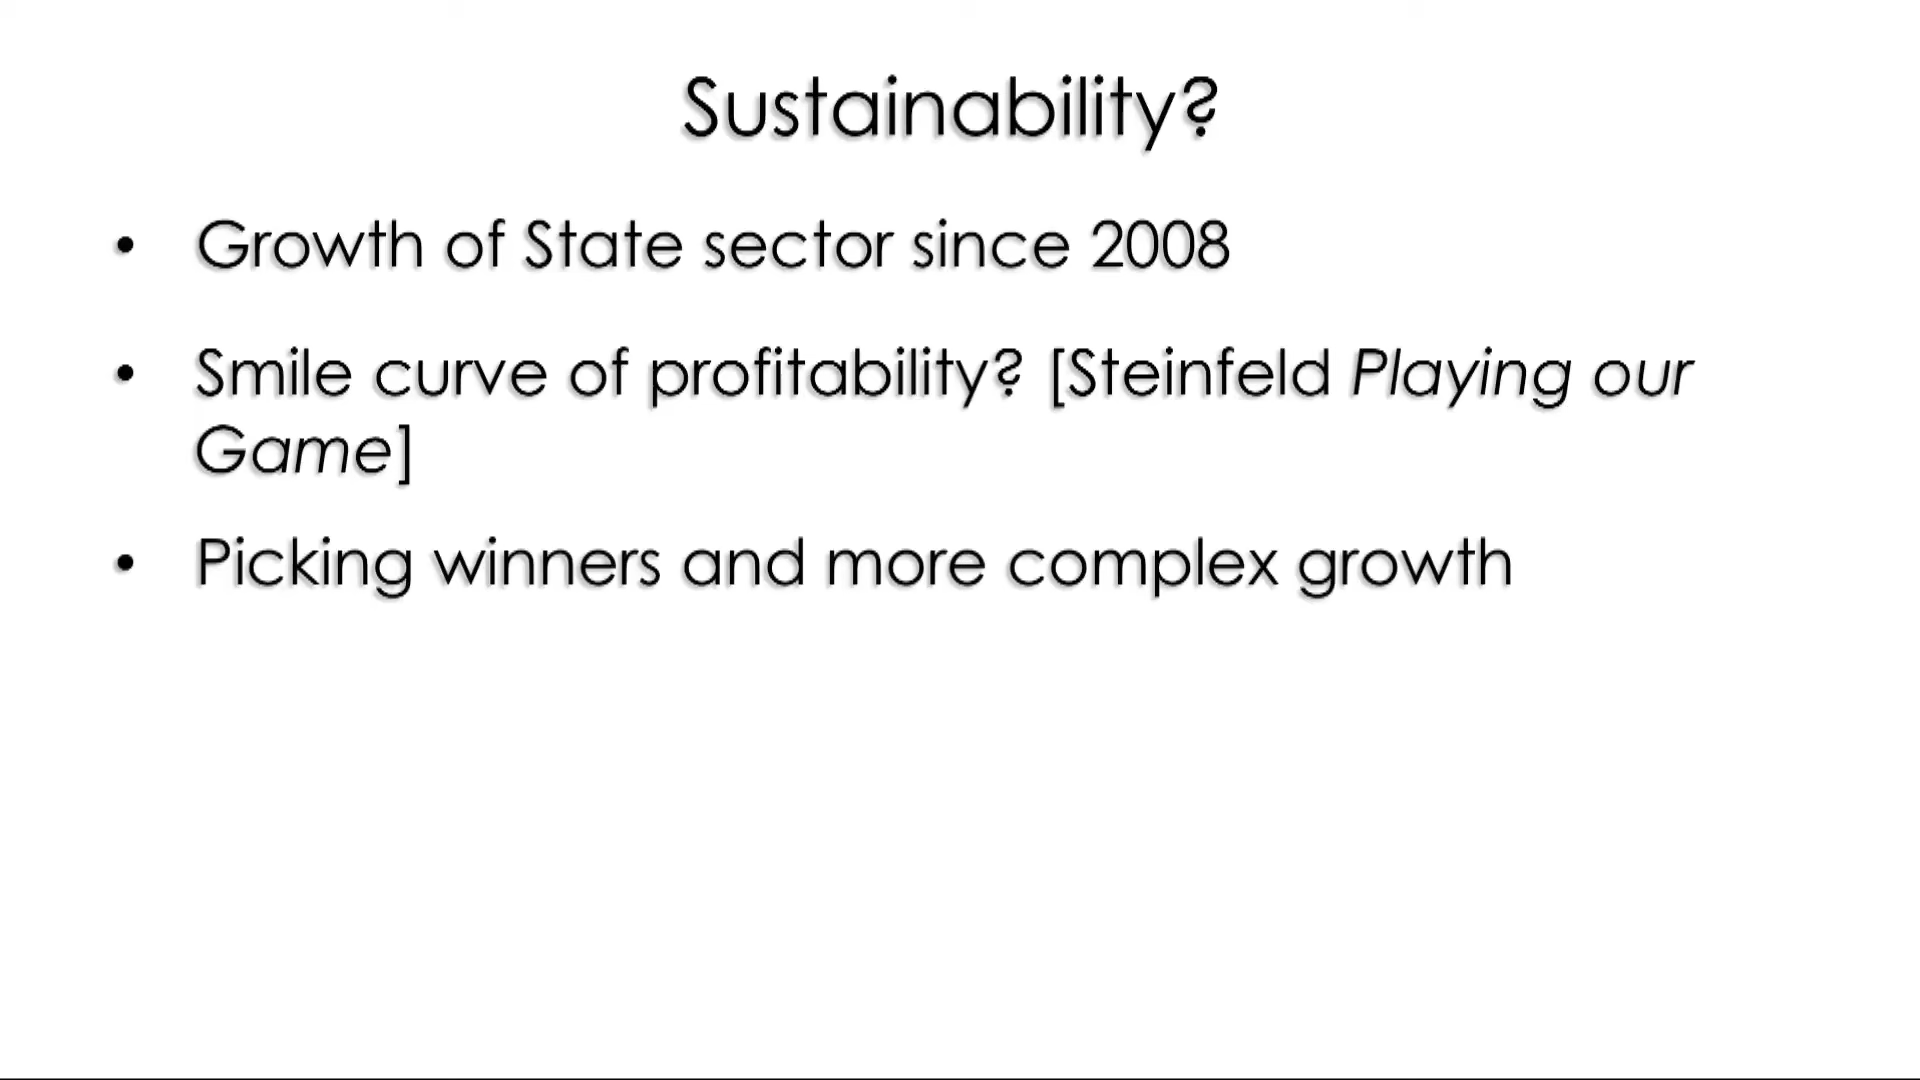 Sustainability?
• Growth of State sector since 2008
• Smile curve of profitability? [Steinfeld Playing our
Game]
• Picking winners and more complex growth